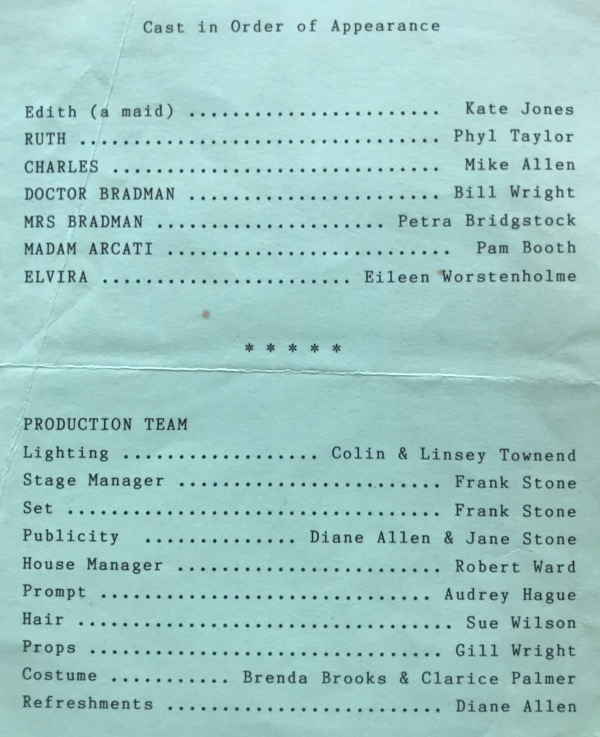 Cast in Order of Appearance
Edith (a maid) ....................... Kate Jones
RUTH ................................. Phyl Taylor
CHARLES .............................. Mike Allen
DOCTOR BRADMAN ....................... Bill Wright
MRS BRADMAN ..................... Petra Bridgstock
MADAM ARCATI .......................... Pam Booth
ELVIRA ....................... Eileen Worstenholme
* * * * *
PRODUCTION TEAM
Lighting .................. Colin & Linsey Townend
Stage Manager ........................ Frank Stone
Set .................................. Frank Stone
Publicity .............. Diane Allen & Jane Stone
House Manager ........................ Robert Ward
Prompt ............................... Audrey Hague
Hair .................................. Sue Wilson
Props ................................ Gill Wright
Costume ........... Brenda Brooks & Clarice Palmer
Refreshments ......................... Diane Allen